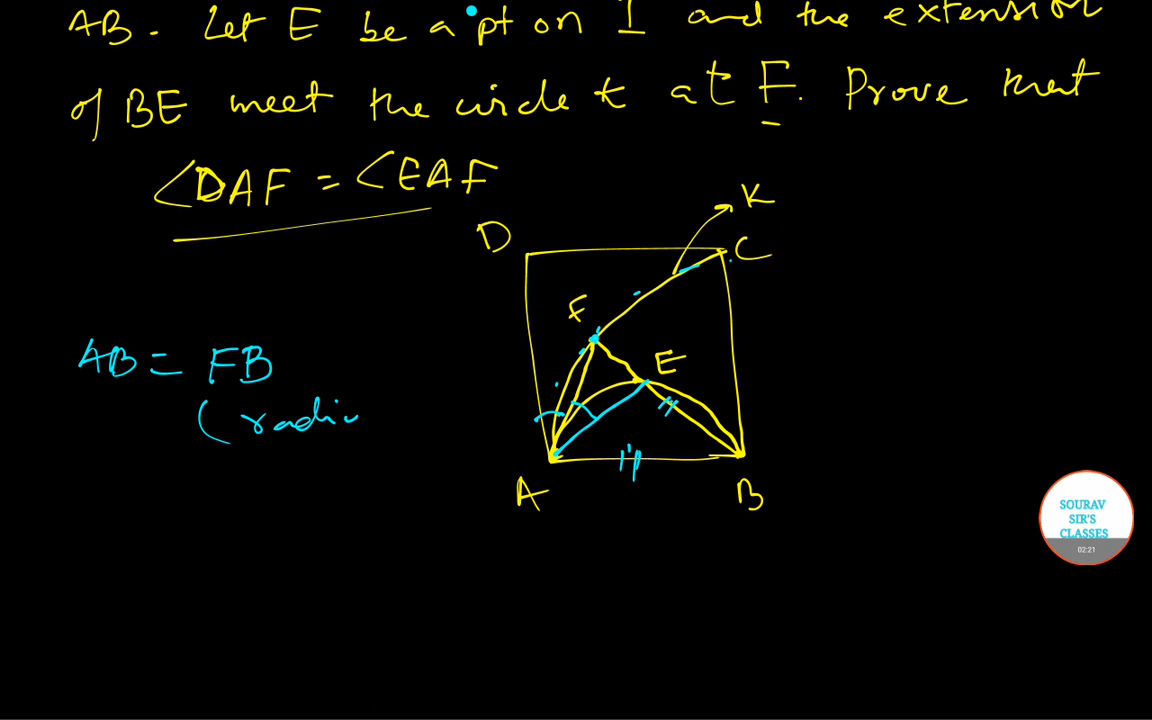 AB. Let E be a pt on I and the extension
of BE meet the circle K at F. Prove that
∠DAF = ∠EAF
K
D
C
F
E
AB = FB
(radiu
A
B
SOURAV
SIR'S
CLASSES
02:21